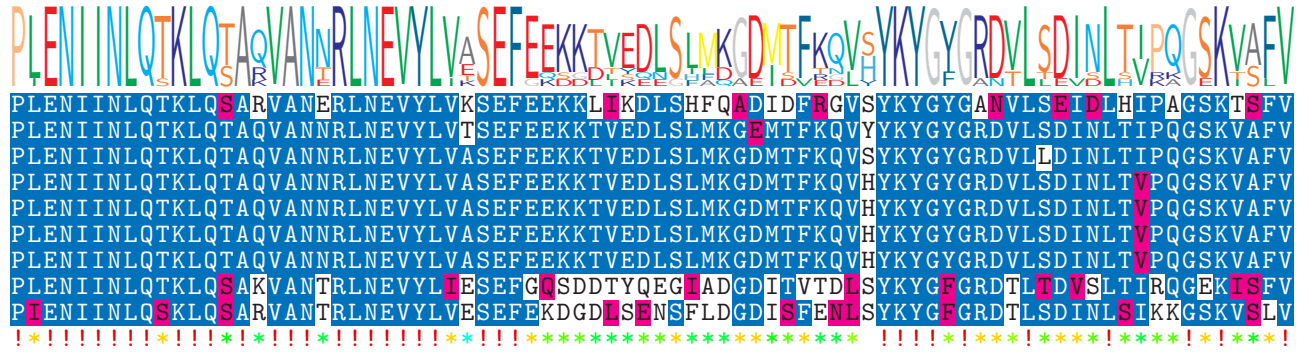 PLENIINLQTKLQTAQVANNRLNEVYLVASEFEEKKTVEDLSLMKGDMTFKQVSYKYGYGRDVLSDINLTIPQGSKVAFV
PLENIINLQTKLQSARVANERLNEVYLVKSEFEEKKLIKDLSHFQADIDFRGVSYKYGYGANVLSEIDLHIPAGSKTSFV
PLENIINLQTKLQTAQVANNRLNEVYLVTSEFEEKKTVEDLSLMKGEMTFKQVYYKYGYGRDVLSDINLTIPQGSKVAFV
PLENIINLQTKLQTAQVANNRLNEVYLVASEFEEKKTVEDLSLMKGDMTFKQVSYKYGYGRDVLLDINLTIPQGSKVAFV
PLENIINLQTKLQTAQVANNRLNEVYLVASEFEEKKTVEDLSLMKGDMTFKQVHYKYGYGRDVLSDINLTVPQGSKVAFV
PLENIINLQTKLQTAQVANNRLNEVYLVASEFEEKKTVEDLSLMKGDMTFKQVHYKYGYGRDVLSDINLTVPQGSKVAFV
PLENIINLQTKLQTAQVANNRLNEVYLVASEFEEKKTVEDLSLMKGDMTFKQVHYKYGYGRDVLSDINLTVPQGSKVAFV
PLENIINLQTKLQTAQVANNRLNEVYLVASEFEEKKTVEDLSLMKGDMTFKQVHYKYGYGRDVLSDINLTVPQGSKVAFV
PLENIINLQTKLQSAKVANTRLNEVYLIESEFGQSDDTYQEGIADGDITVTDLSYKYGFGRDTLTDVSLTIRQGEKISFV
PIENIINLQSKLQSARVANTRLNEVYLVESEFEKDGDLSENSFLDGDISFENLSYKYGFGRDTLSDINLSIKKGSKVSLV
!*!!!!!!!*!!!*!*!!!*!!!!!!!**!!!********************* !!!!*!***!****!****!*!***!